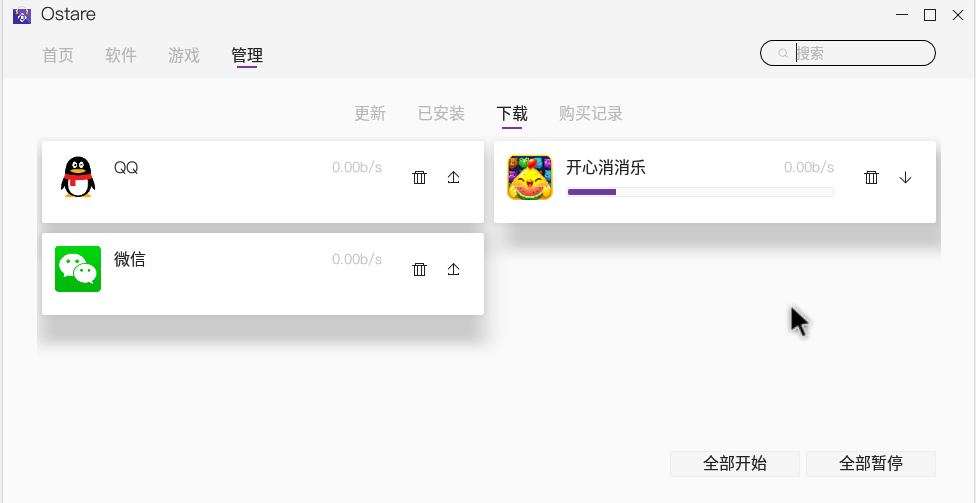 Ostare
首页 软件 游戏 管理
搜索
更新 已安装 下载 购买记录
QQ 0.00b/s
开心消消乐 0.00b/s
微信 0.00b/s
全部开始 全部暂停